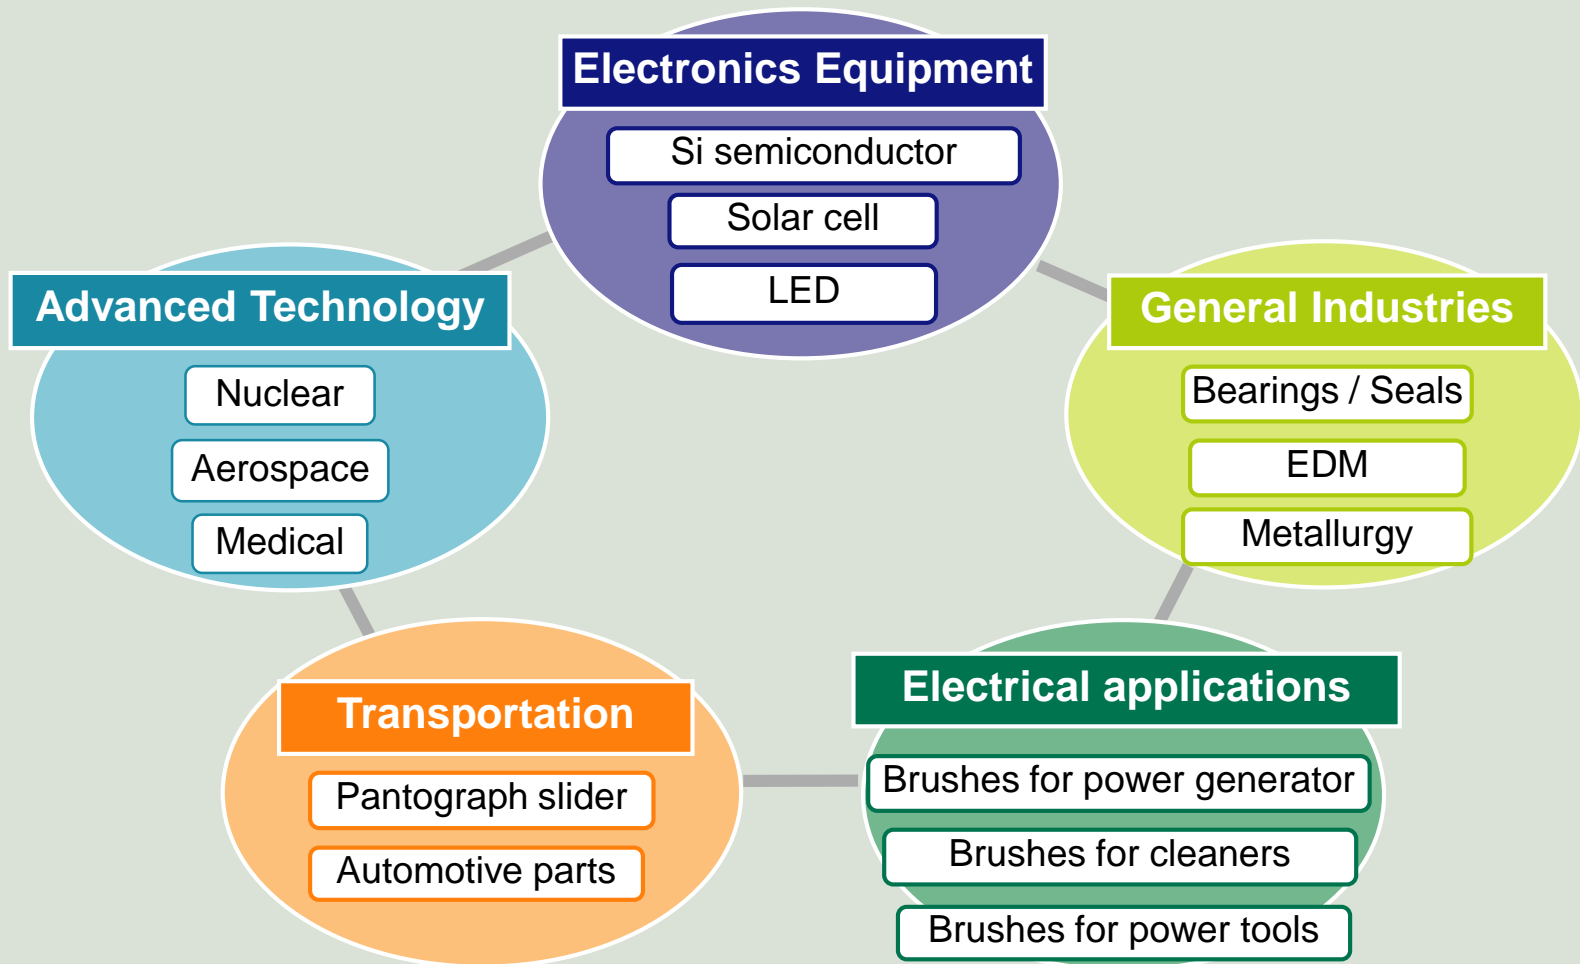 Electronics Equipment
Si semiconductor
Solar cell
LED
Advanced Technology
Nuclear
Aerospace
Medical
General Industries
Bearings / Seals
EDM
Metallurgy
Transportation
Pantograph slider
Automotive parts
Electrical applications
Brushes for power generator
Brushes for cleaners
Brushes for power tools